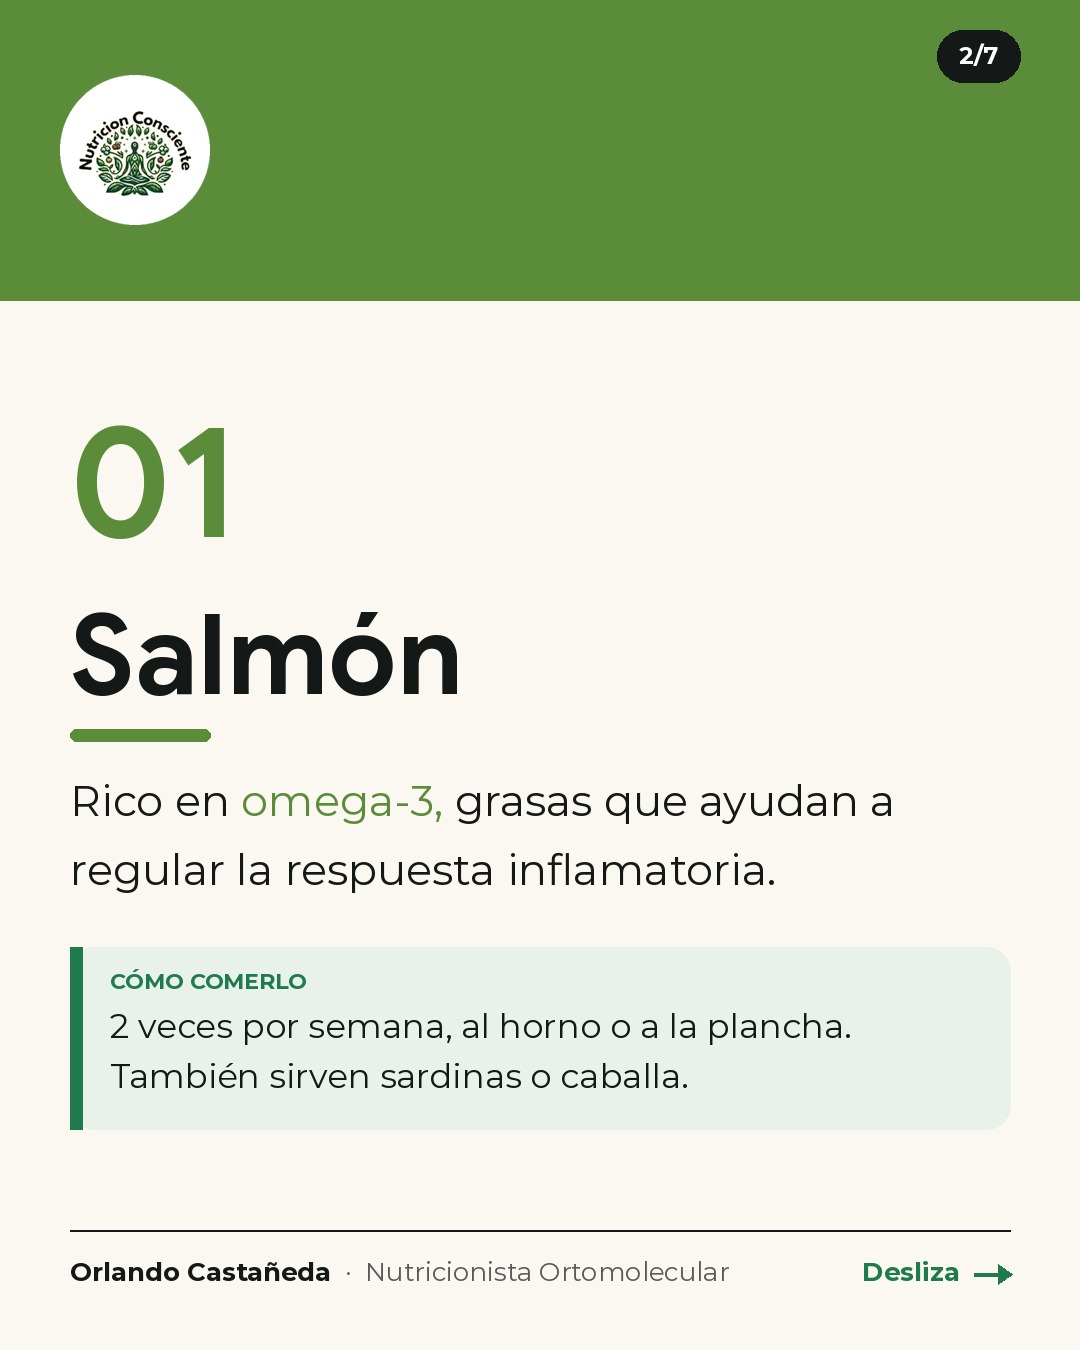 2/7
Nutricion Consciente
01
Salmón
Rico en omega-3, grasas que ayudan a
regular la respuesta inflamatoria.
CÓMO COMERLO
2 veces por semana, al horno o a la plancha.
También sirven sardinas o caballa.
Orlando Castañeda · Nutricionista Ortomolecular
Desliza